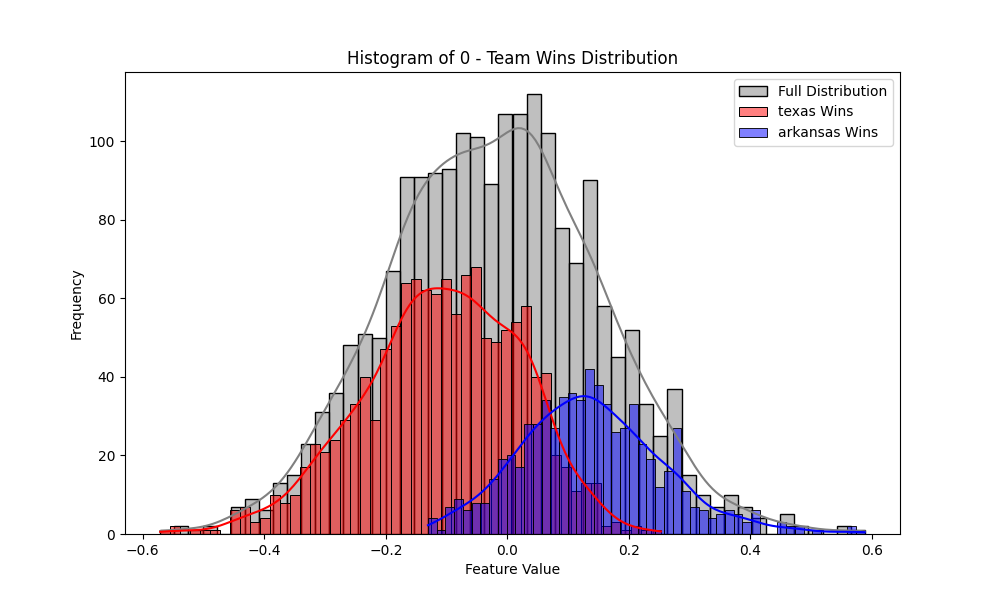 Histogram of 0 - Team Wins Distribution
Full Distribution
texas Wins
arkansas Wins
Frequency
100
80
60
40
20
0
−0.6
−0.4
−0.2
0.0
0.2
0.4
0.6
Feature Value